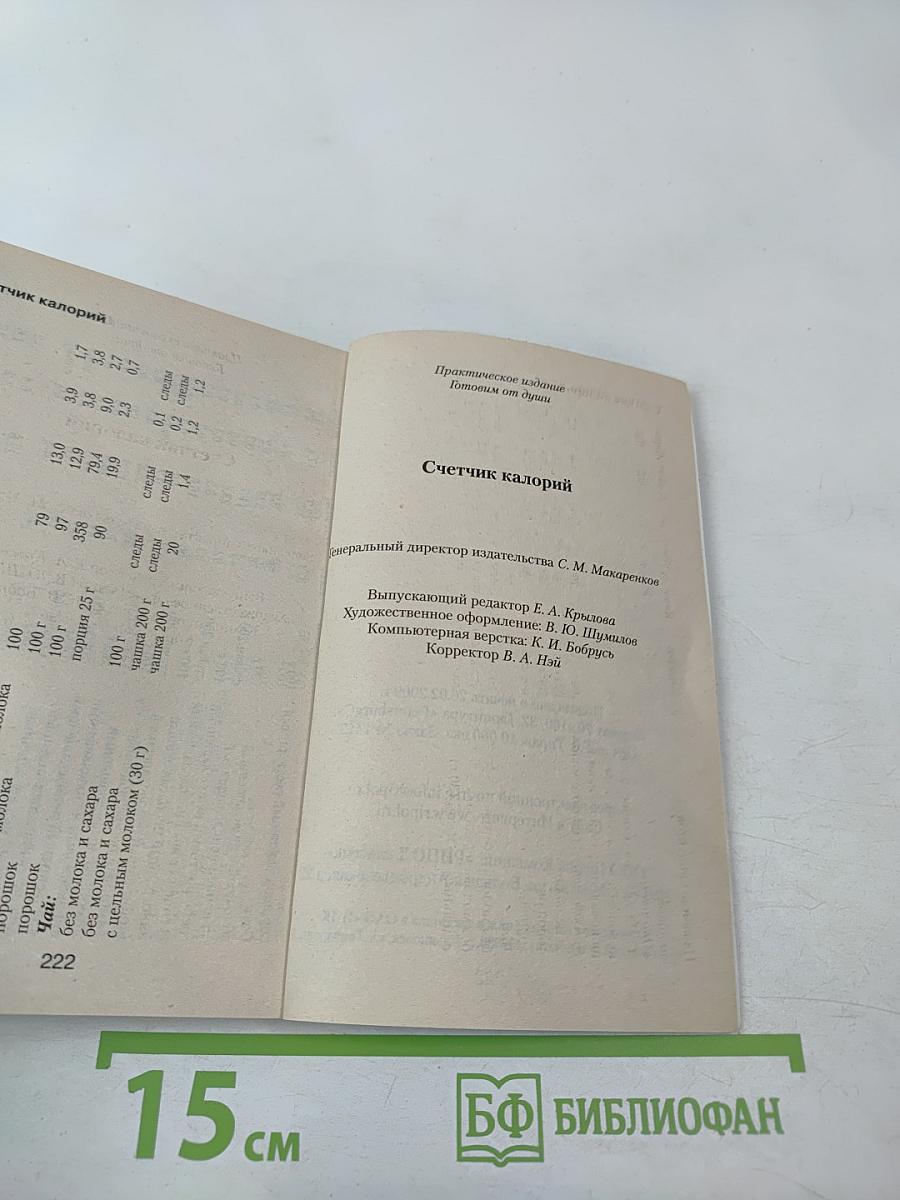 тчик калорий
1,7
3,8
2,7
0,7
следы
следы
1,2
3,9
3,8
9,0
2,3
0,1
0,2
1,2
13,0
12,9
79,4
19,9
следы
следы
1,4
79
97
358
90
следы
следы
20
100
100 г
100 г
порция 25 г
100 г
чашка 200 г
чашка 200 г
молока
молока
порошок
порошок
Чай:
без молока и сахара
без молока и сахара
с цельным молоком (30 г)
222
Практическое издание
Готовим от души
Счетчик калорий
Генеральный директор издательства С. М. Макаренков
Выпускающий редактор Е. А. Крылова
Художественное оформление: В. Ю. Шумилов
Компьютерная верстка: К. И. Бобрусь
Корректор В. А. Нэй
15 см
БФ БИБЛИОФАН